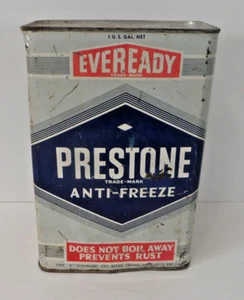 1 U.S. GAL. NET
EVEREADY
TRADE-MARK
PRESTONE
TRADE-MARK
ANTI-FREEZE
DOES NOT BOIL AWAY
PREVENTS RUST